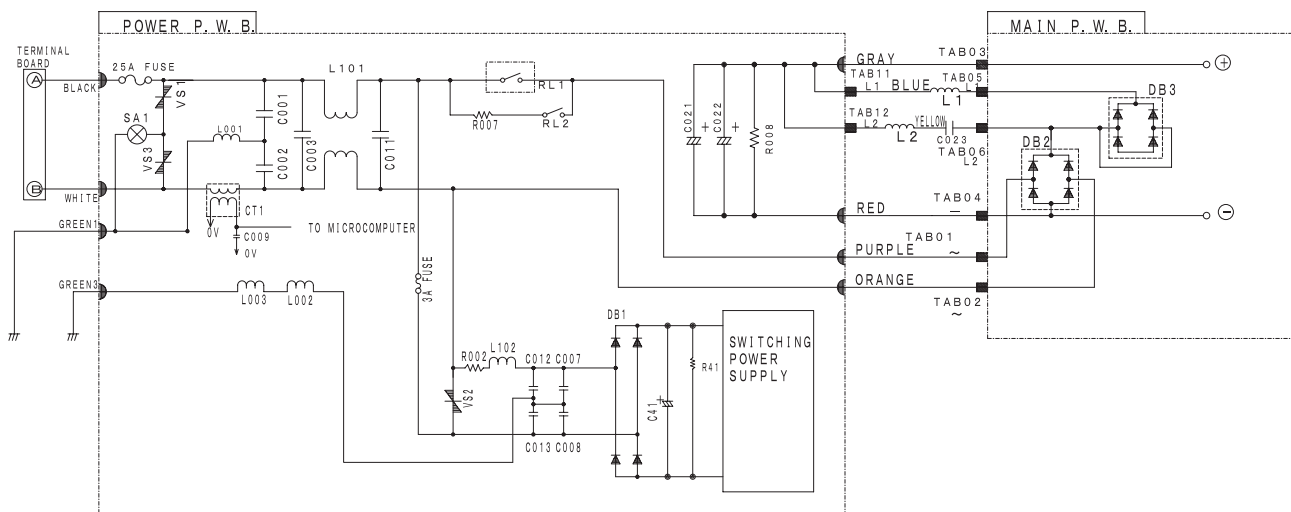 POWER P. W. B.
MAIN P. W. B.
TERMINAL
BOARD
A
25A FUSE
BLACK
VS1
SA1
VS3
C001
L001
C002
C003
L101
C011
R007
RL1
RL2
B
WHITE
CT1
GREEN1
0V
C009
0V
TO MICROCOMPUTER
GREEN3
L003
L002
3A FUSE
C021
+
C022
+
R008
GRAY
TAB03
+
TAB11
L1
BLUE
TAB05
L1
L1
DB3
TAB12
L2
YELLOW
L2
C023
TAB06
L2
DB2
RED
TAB04
−
−
PURPLE
TAB01
~
ORANGE
TAB02
~
R002
L102
VS2
C012
C007
C013
C008
DB1
C41
+
R41
SWITCHING
POWER
SUPPLY